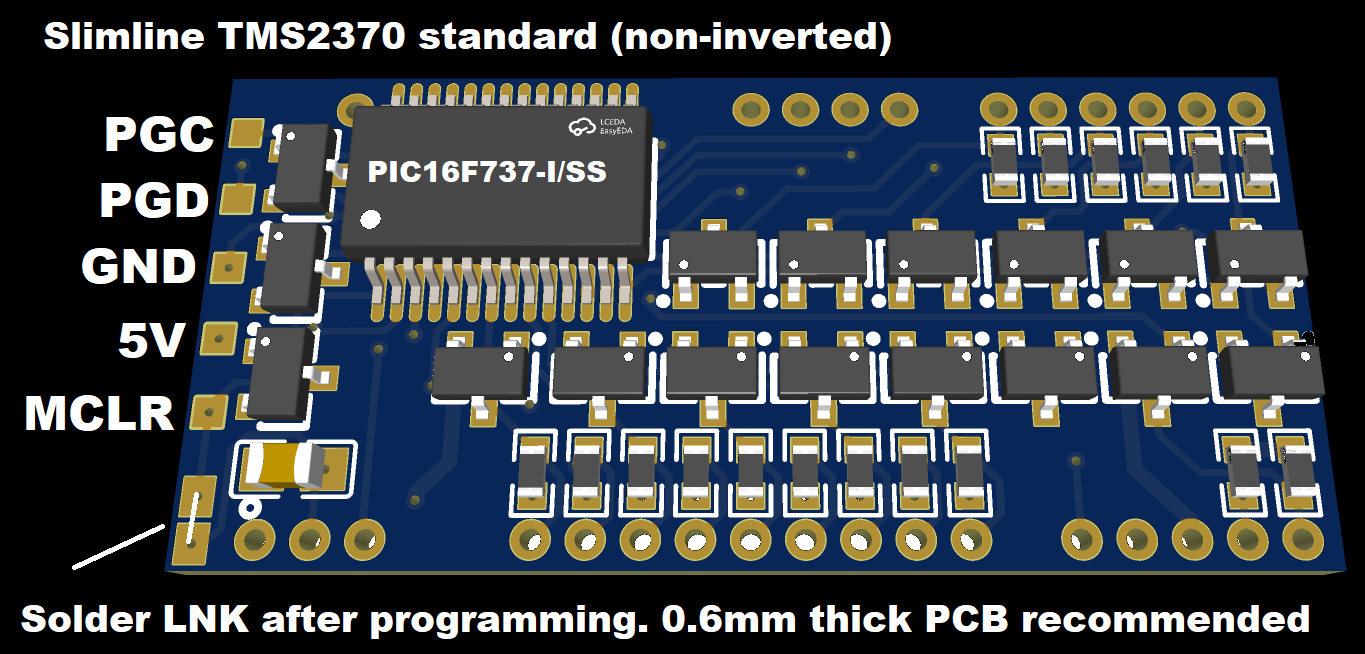 Slimline TMS2370 standard (non-inverted)
PGC
LCEDA
EasyEDA
PIC16F737-I/SS
PGD
GND
5V
MCLR
Solder LNK after programming. 0.6mm thick PCB recommended